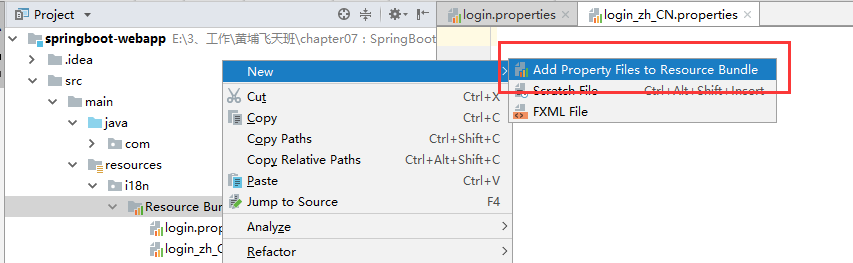 Project
login.properties
login_zh_CN.properties
springboot-webapp E:\3、工作\黄埔飞天班\chapter07：SpringBoot
.idea
src
main
java
com
resources
i18n
Resource Bun
login.prop
login_zh_C
New
Cut Ctrl+X
Copy Ctrl+C
Copy Paths Ctrl+Shift+C
Copy Relative Paths Ctrl+Alt+Shift+C
Paste Ctrl+V
Jump to Source F4
Analyze
Refactor
Add Property Files to Resource Bundle
Scratch File Ctrl+Alt+Shift+Insert
FXML File